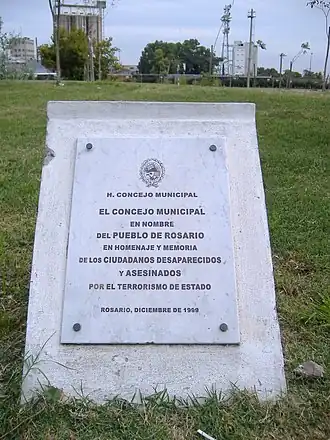 H. CONCEJO MUNICIPAL
EL CONCEJO MUNICIPAL
EN NOMBRE
DEL PUEBLO DE ROSARIO
EN HOMENAJE Y MEMORIA
DE LOS CIUDADANOS DESAPARECIDOS
Y ASESINADOS
POR EL TERRORISMO DE ESTADO
ROSARIO, DICIEMBRE DE 1999